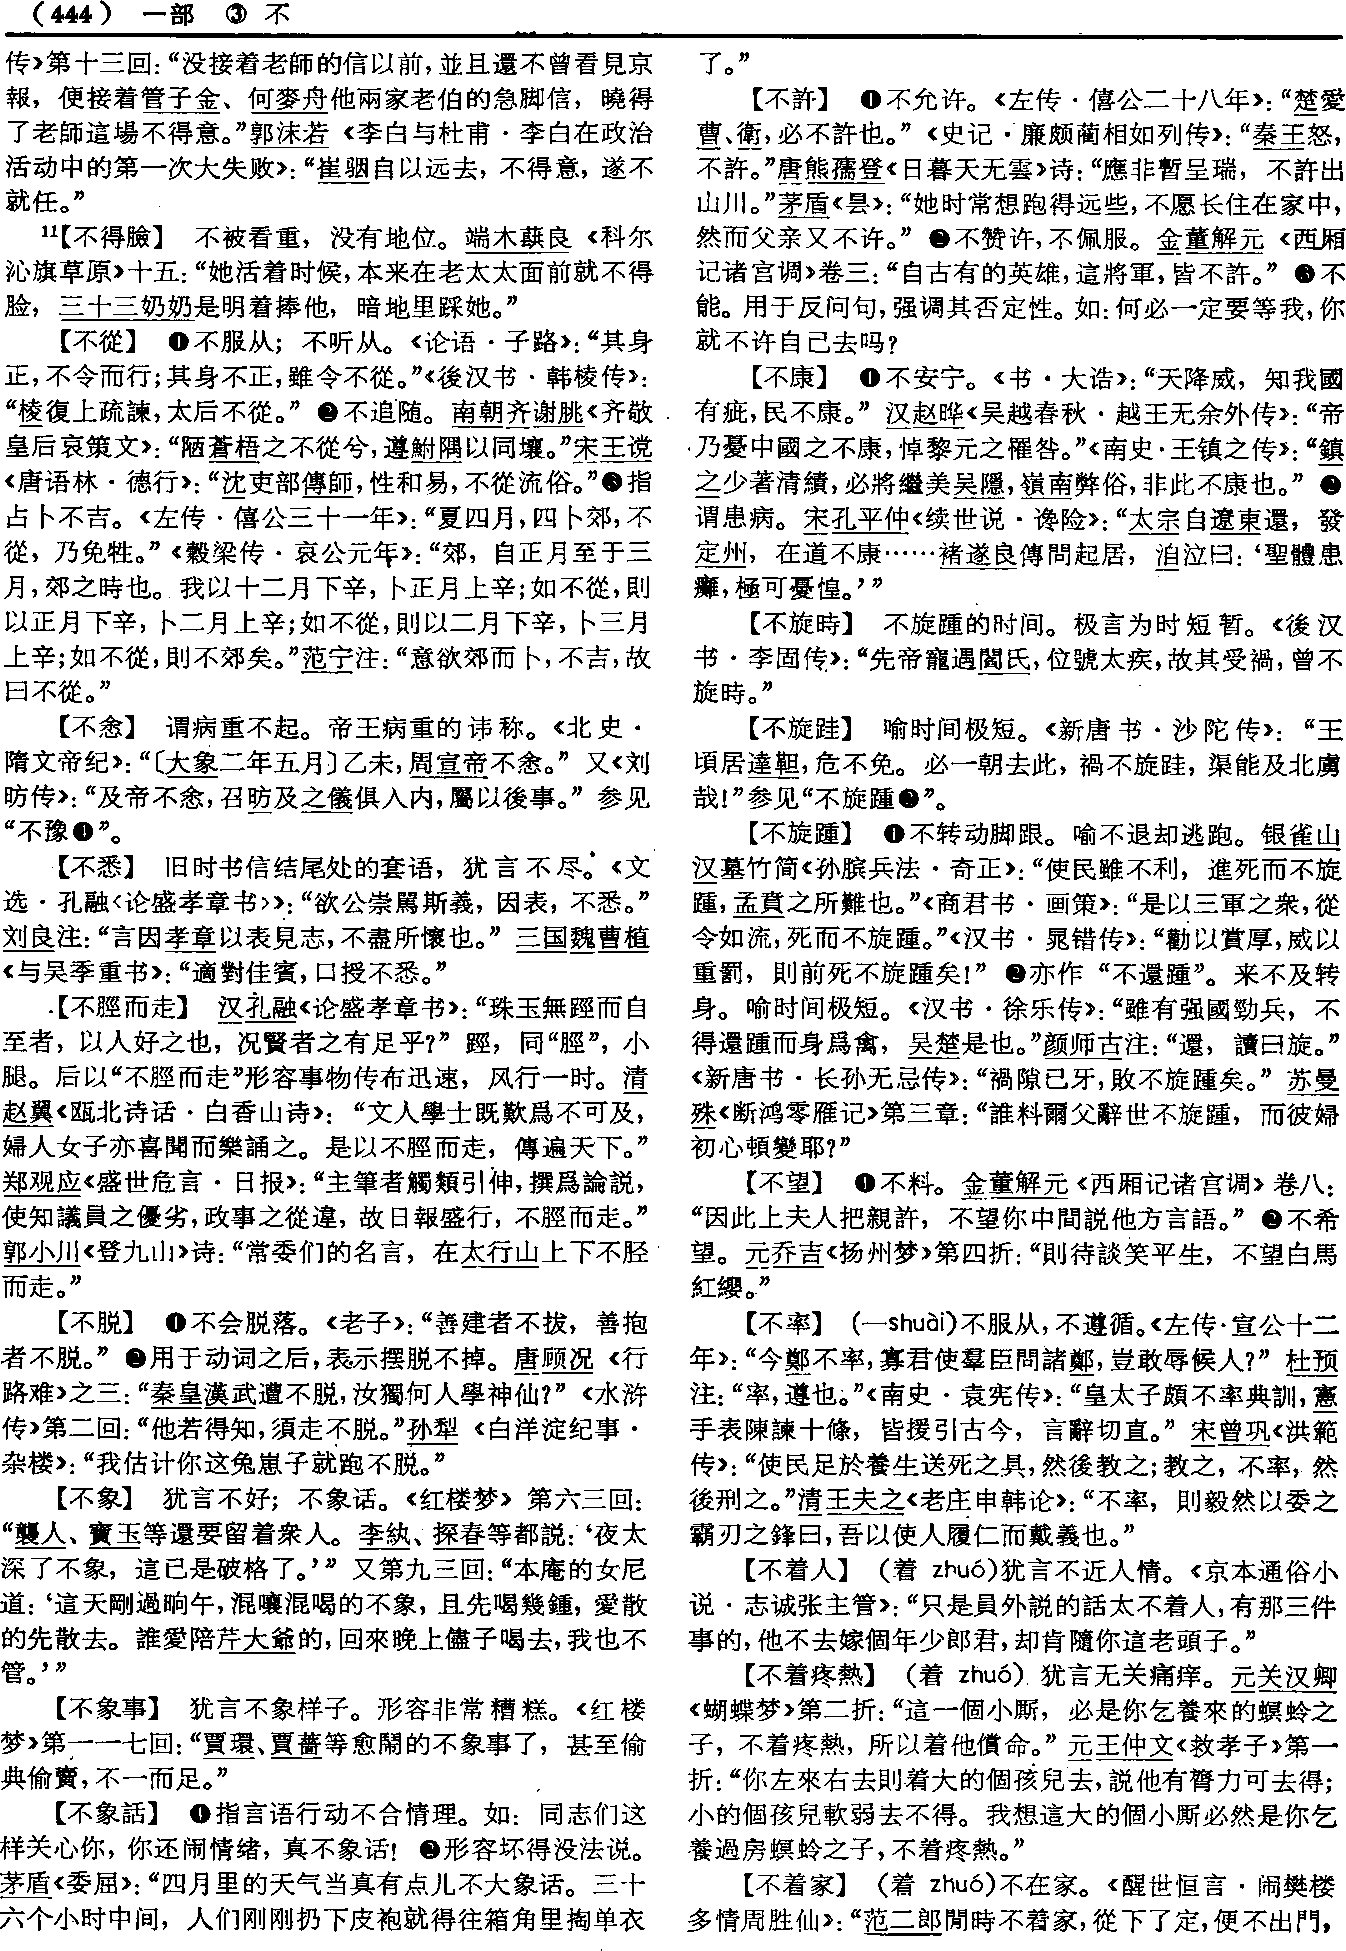 （444） 一部 ③ 不
传》第十三回：“没接着老師的信以前，並且還不曾看見京
報，便接着管子金、何麥舟他兩家老伯的急脚信，曉得
了老師這場不得意。”郭沫若《李白与杜甫·李白在政治
活动中的第一次大失败》：“崔骃自以远去，不得意，遂不
就任。”
11【不得臉】 不被看重，没有地位。端木蕻良《科尔
沁旗草原》十五：“她活着时候，本来在老太太面前就不得
脸，三十三奶奶是明着捧他，暗地里踩她。”
【不從】 ❶不服从；不听从。《论语·子路》：“其身
正，不令而行；其身不正，雖令不從。”《後汉书·韩棱传》：
“棱復上疏諫，太后不從。” ❷不追随。南朝齐谢朓《齐敬
皇后哀策文》：“陋蒼梧之不從兮，遵鮒隅以同壤。”宋王谠
《唐语林·德行》：“沈吏部傳師，性和易，不從流俗。”❸指
占卜不吉。《左传·僖公三十一年》：“夏四月，四卜郊，不
從，乃免牲。”《穀梁传·哀公元年》：“郊，自正月至于三
月，郊之時也。我以十二月下辛，卜正月上辛；如不從，則
以正月下辛，卜二月上辛；如不從，則以二月下辛，卜三月
上辛；如不從，則不郊矣。”范宁注：“意欲郊而卜，不吉，故
曰不從。”
【不悆】 谓病重不起。帝王病重的讳称。《北史·
隋文帝纪》：“〔大象二年五月〕乙未，周宣帝不悆。”又《刘
昉传》：“及帝不悆，召昉及之儀俱入内，屬以後事。”参见
“不豫❹”。
【不悉】 旧时书信结尾处的套语，犹言不尽。《文
选·孔融〈论盛孝章书〉》：“欲公崇篤斯義，因表，不悉。”
刘良注：“言因孝章以表見志，不盡所懷也。”三国魏曹植
《与吴季重书》：“適對佳賓，口授不悉。”
【不脛而走】 汉孔融《论盛孝章书》：“珠玉無踁而自
至者，以人好之也，况賢者之有足乎？”踁，同“脛”，小
腿。后以“不脛而走”形容事物传布迅速，风行一时。清
赵翼《瓯北诗话·白香山诗》：“文人學士既歎爲不可及，
婦人女子亦喜聞而樂誦之。是以不脛而走，傳遍天下。”
郑观应《盛世危言·日报》：“主筆者觸類引伸，撰爲論説，
使知議員之優劣，政事之從違，故日報盛行，不脛而走。”
郭小川《登九山》诗：“常委们的名言，在太行山上下不胫
而走。”
【不脱】 ❶不会脱落。《老子》：“善建者不拔，善抱
者不脱。”❷用于动词之后，表示摆脱不掉。唐顾况《行
路难》之三：“秦皇漢武遭不脱，汝獨何人學神仙？”《水浒
传》第二回：“他若得知，須走不脱。”孙犁《白洋淀纪事·
杂楼》：“我估计你这兔崽子就跑不脱。”
【不象】 犹言不好；不象话。《红楼梦》第六三回：
“襲人、寶玉等還要留着衆人。李紈、探春等都説：‘夜太
深了不象，這已是破格了。’”又第九三回：“本庵的女尼
道：‘這天剛過晌午，混嚷混喝的不象，且先喝幾鍾，愛散
的先散去。誰愛陪芹大爺的，回來晚上儘子喝去，我也不
管。’”
【不象事】 犹言不象样子。形容非常糟糕。《红楼
梦》第一一七回：“賈環、賈薔等愈鬧的不象事了，甚至偷
典偷賣，不一而足。”
【不象話】 ❶指言语行动不合情理。如：同志们这
样关心你，你还闹情绪，真不象话！ ❷形容坏得没法说。
茅盾《委屈》：“四月里的天气当真有点儿不大象话。三十
六个小时中间，人们刚刚扔下皮袍就得往箱角里掏单衣
了。”
【不許】 ❶不允许。《左传·僖公二十八年》：“楚愛
曹、衛，必不許也。”《史记·廉颇蔺相如列传》：“秦王怒，
不許。”唐熊孺登《日暮天无雲》诗：“應非暫呈瑞，不許出
山川。”茅盾《昙》：“她时常想跑得远些，不愿长住在家中，
然而父亲又不许。” ❷不赞许，不佩服。金董解元《西厢
记诸宫调》卷三：“自古有的英雄，這將軍，皆不許。” ❸不
能。用于反问句，强调其否定性。如：何必一定要等我，你
就不许自己去吗？
【不康】 ❶不安宁。《书·大诰》：“天降威，知我國
有疵，民不康。”汉赵晔《吴越春秋·越王无余外传》：“帝
乃憂中國之不康，悼黎元之罹咎。”《南史·王镇之传》：“鎮
之少著清績，必將繼美吴隱，嶺南弊俗，非此不康也。” ❷
谓患病。宋孔平仲《续世说·谗险》：“太宗自遼東還，發
定州，在道不康……褚遂良傳問起居，洎泣曰：‘聖體患
癰，極可憂惶。’”
【不旋時】 不旋踵的时间。极言为时短暂。《後汉
书·李固传》：“先帝寵遇閻氏，位號太疾，故其受禍，曾不
旋時。”
【不旋跬】 喻时间极短。《新唐书·沙陀传》：“王
頃居達靼，危不免。必一朝去此，禍不旋跬，渠能及北虜
哉！”参见“不旋踵❷”。
【不旋踵】 ❶不转动脚跟。喻不退却逃跑。银雀山
汉墓竹简《孙膑兵法·奇正》：“使民雖不利，進死而不旋
踵，孟賁之所難也。”《商君书·画策》：“是以三軍之衆，從
令如流，死而不旋踵。”《汉书·晁错传》：“勸以賞厚，威以
重罰，則前死不旋踵矣！” ❷亦作“不還踵”。来不及转
身。喻时间极短。《汉书·徐乐传》：“雖有强國勁兵，不
得還踵而身爲禽，吴楚是也。”颜师古注：“還，讀曰旋。”
《新唐书·长孙无忌传》：“禍隙已牙，敗不旋踵矣。”苏曼
殊《断鸿零雁记》第三章：“誰料爾父辭世不旋踵，而彼婦
初心頓變耶？”
【不望】 ❶不料。金董解元《西厢记诸宫调》卷八：
“因此上夫人把親許，不望你中間説他方言語。” ❷不希
望。元乔吉《扬州梦》第四折：“則待談笑平生，不望白馬
紅纓。”
【不率】 (—shuài)不服从，不遵循。《左传·宣公十二
年》：“今鄭不率，寡君使羣臣問諸鄭，豈敢辱候人？”杜预
注：“率，遵也。”《南史·袁宪传》：“皇太子頗不率典訓，憲
手表陳諫十條，皆援引古今，言辭切直。”宋曾巩《洪範
传》：“使民足於養生送死之具，然後教之；教之，不率，然
後刑之。”清王夫之《老庄申韩论》：“不率，則毅然以委之
霸刃之鋒曰，吾以使人履仁而戴義也。”
【不着人】 (着 zhuó)犹言不近人情。《京本通俗小
说·志诚张主管》：“只是員外説的話太不着人，有那三件
事的，他不去嫁個年少郎君，却肯隨你這老頭子。”
【不着疼熱】 (着 zhuó) 犹言无关痛痒。元关汉卿
《蝴蝶梦》第二折：“這一個小厮，必是你乞養來的螟蛉之
子，不着疼熱，所以着他償命。”元王仲文《救孝子》第一
折：“你左來右去則着大的個孩兒去，説他有膂力可去得；
小的個孩兒軟弱去不得。我想這大的個小厮必然是你乞
養過房螟蛉之子，不着疼熱。”
【不着家】 (着 zhuó)不在家。《醒世恒言·闹樊楼
多情周胜仙》：“范二郎閒時不着家，從下了定，便不出門，